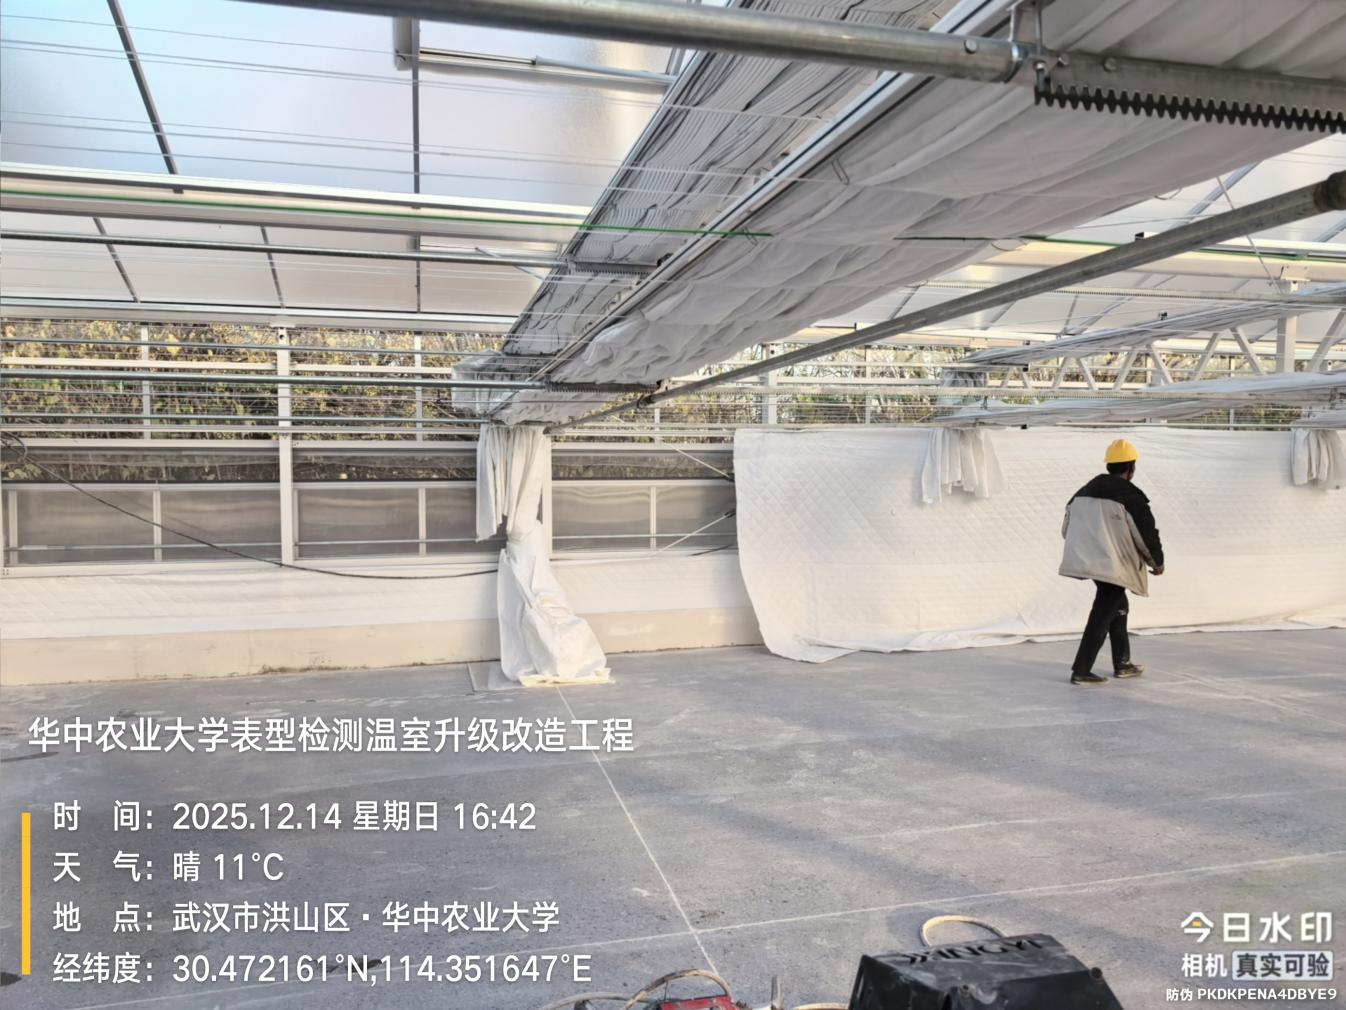 华中农业大学表型检测温室升级改造工程
时 间：2025.12.14 星期日 16:42
天 气：晴 11°C
地 点：武汉市洪山区·华中农业大学
经纬度：30.472161°N,114.351647°E
今日水印
相机 真实可验
防伪 PKDKPENA4DBYE9